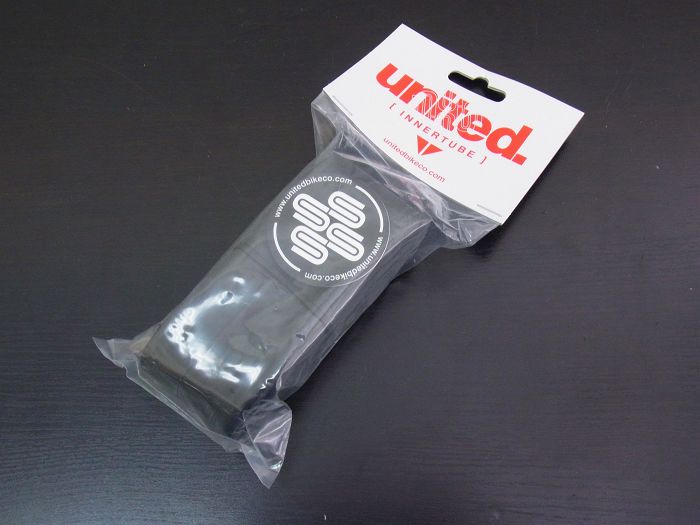 united.
[ INNERTUBE ]
unitedbikeco.com
www.unitedbikeco.com
www.unitedbikeco.com